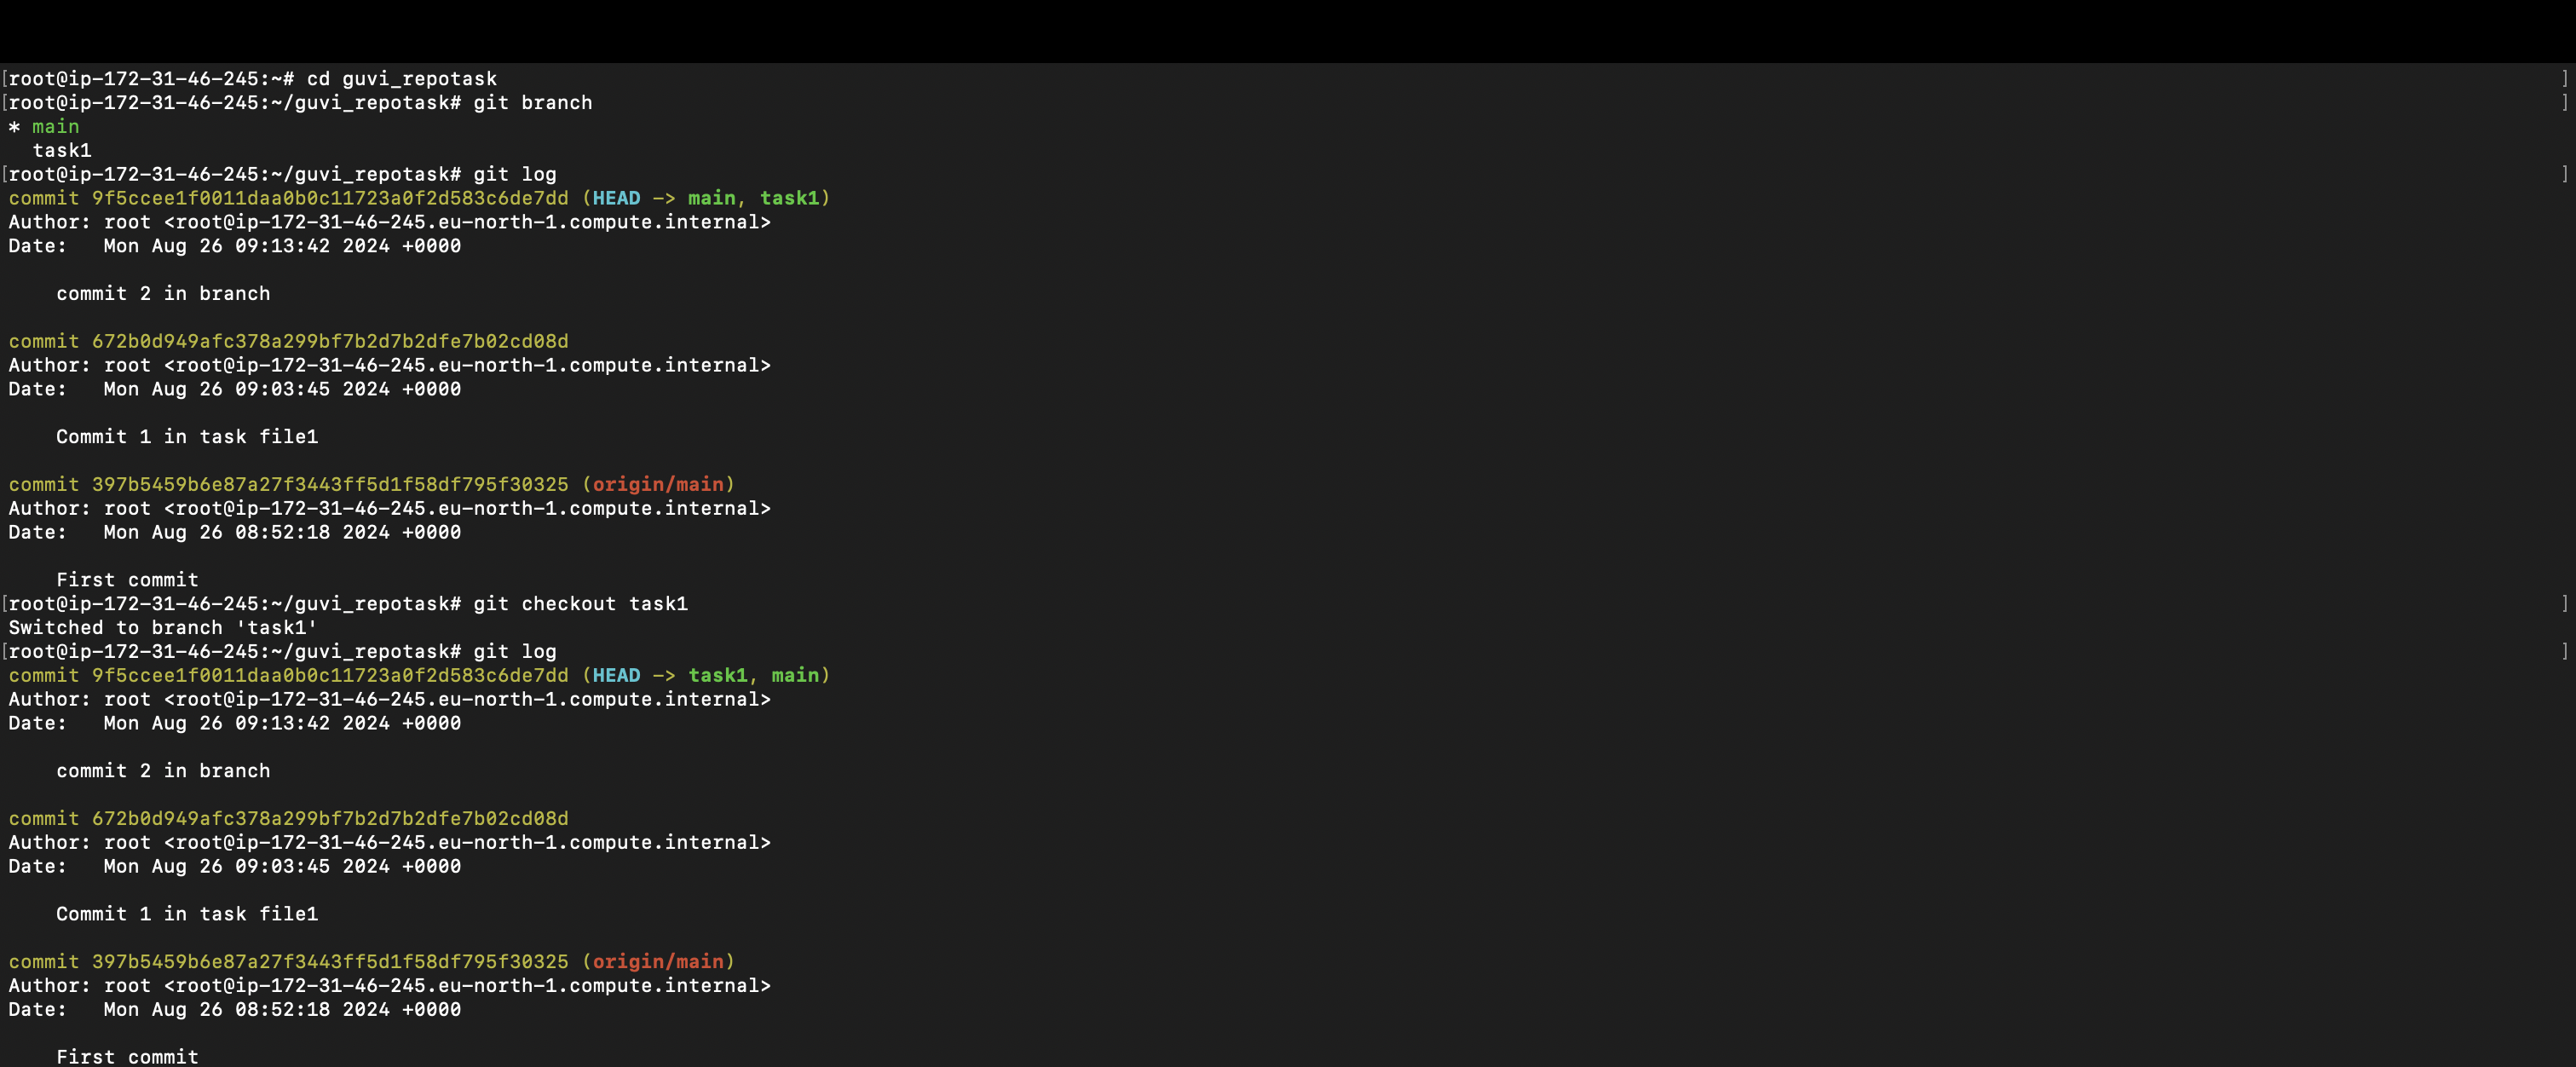 [root@ip-172-31-46-245:~# cd guvi_repotask ]
[root@ip-172-31-46-245:~/guvi_repotask# git branch ]
* main
  task1
[root@ip-172-31-46-245:~/guvi_repotask# git log ]
commit 9f5ccee1f0011daa0b0c11723a0f2d583c6de7dd (HEAD -> main, task1)
Author: root <root@ip-172-31-46-245.eu-north-1.compute.internal>
Date:   Mon Aug 26 09:13:42 2024 +0000
    commit 2 in branch
commit 672b0d949afc378a299bf7b2d7b2dfe7b02cd08d
Author: root <root@ip-172-31-46-245.eu-north-1.compute.internal>
Date:   Mon Aug 26 09:03:45 2024 +0000
    Commit 1 in task file1
commit 397b5459b6e87a27f3443ff5d1f58df795f30325 (origin/main)
Author: root <root@ip-172-31-46-245.eu-north-1.compute.internal>
Date:   Mon Aug 26 08:52:18 2024 +0000
    First commit
[root@ip-172-31-46-245:~/guvi_repotask# git checkout task1 ]
Switched to branch 'task1'
[root@ip-172-31-46-245:~/guvi_repotask# git log ]
commit 9f5ccee1f0011daa0b0c11723a0f2d583c6de7dd (HEAD -> task1, main)
Author: root <root@ip-172-31-46-245.eu-north-1.compute.internal>
Date:   Mon Aug 26 09:13:42 2024 +0000
    commit 2 in branch
commit 672b0d949afc378a299bf7b2d7b2dfe7b02cd08d
Author: root <root@ip-172-31-46-245.eu-north-1.compute.internal>
Date:   Mon Aug 26 09:03:45 2024 +0000
    Commit 1 in task file1
commit 397b5459b6e87a27f3443ff5d1f58df795f30325 (origin/main)
Author: root <root@ip-172-31-46-245.eu-north-1.compute.internal>
Date:   Mon Aug 26 08:52:18 2024 +0000
    First commit